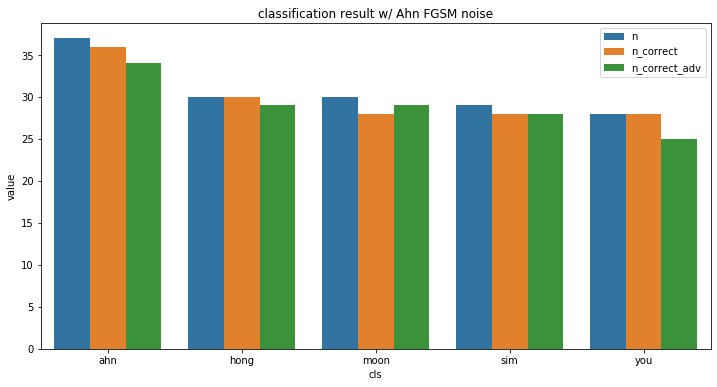 classification result w/ Ahn FGSM noise
n
n_correct
n_correct_adv
value
35
30
25
20
15
10
5
0
ahn hong moon sim you
cls